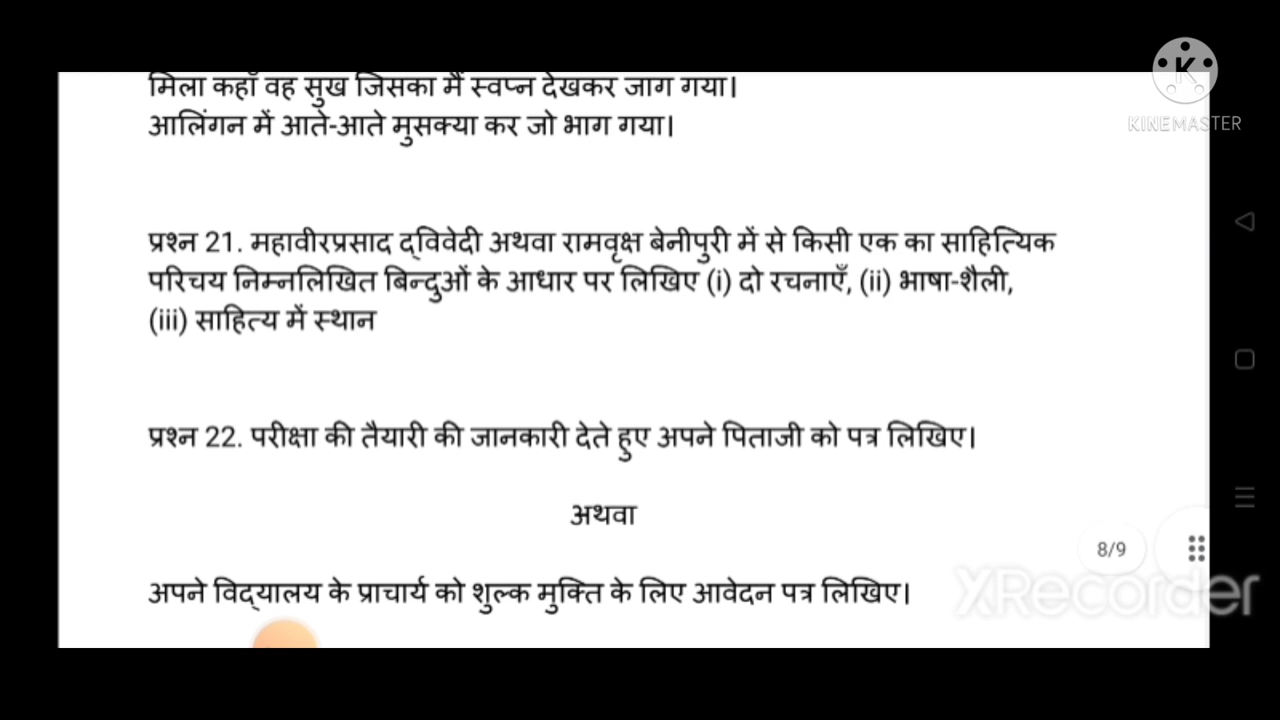 मिला कहाँ वह सुख जिसका मैं स्वप्न देखकर जाग गया।
आलिंगन में आते-आते मुसक्या कर जो भाग गया।
KINEMASTER
प्रश्न 21. महावीरप्रसाद द्विवेदी अथवा रामवृक्ष बेनीपुरी में से किसी एक का साहित्यिक
परिचय निम्नलिखित बिन्दुओं के आधार पर लिखिए (i) दो रचनाएँ, (ii) भाषा-शैली,
(iii) साहित्य में स्थान
प्रश्न 22. परीक्षा की तैयारी की जानकारी देते हुए अपने पिताजी को पत्र लिखिए।
अथवा
8/9
अपने विद्यालय के प्राचार्य को शुल्क मुक्ति के लिए आवेदन पत्र लिखिए।
XRecorder